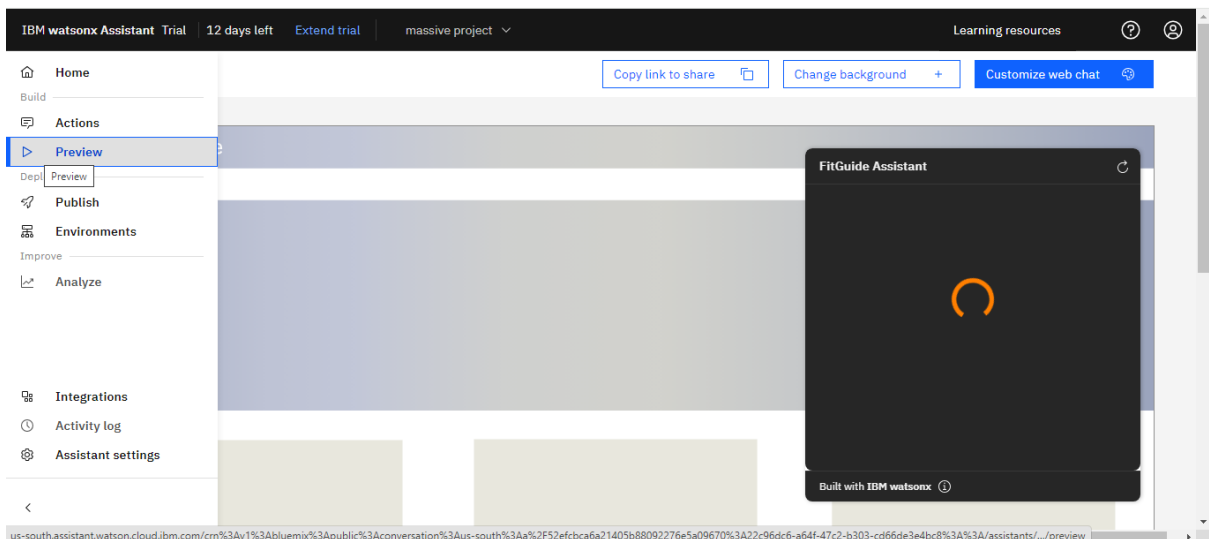 IBM watsonx Assistant Trial 12 days left Extend trial massive project Learning resources
Home
Copy link to share Change background + Customize web chat
Build
Actions
Preview
FitGuide Assistant
Depl Preview
Publish
Environments
Improve
Analyze
Integrations
Activity log
Assistant settings
Built with IBM watsonx
us-south.assistant.watson.cloud.ibm.com/crn%3Av1%3Abluemix%3Apublic%3Aconversation%3Aus-south%3Aa%2F52efcbca6a21405b88092276e5a09670%3A22c96dc6-a64f-47c2-b303-cd66de3e4bc8%3A%3A/assistants/.../preview